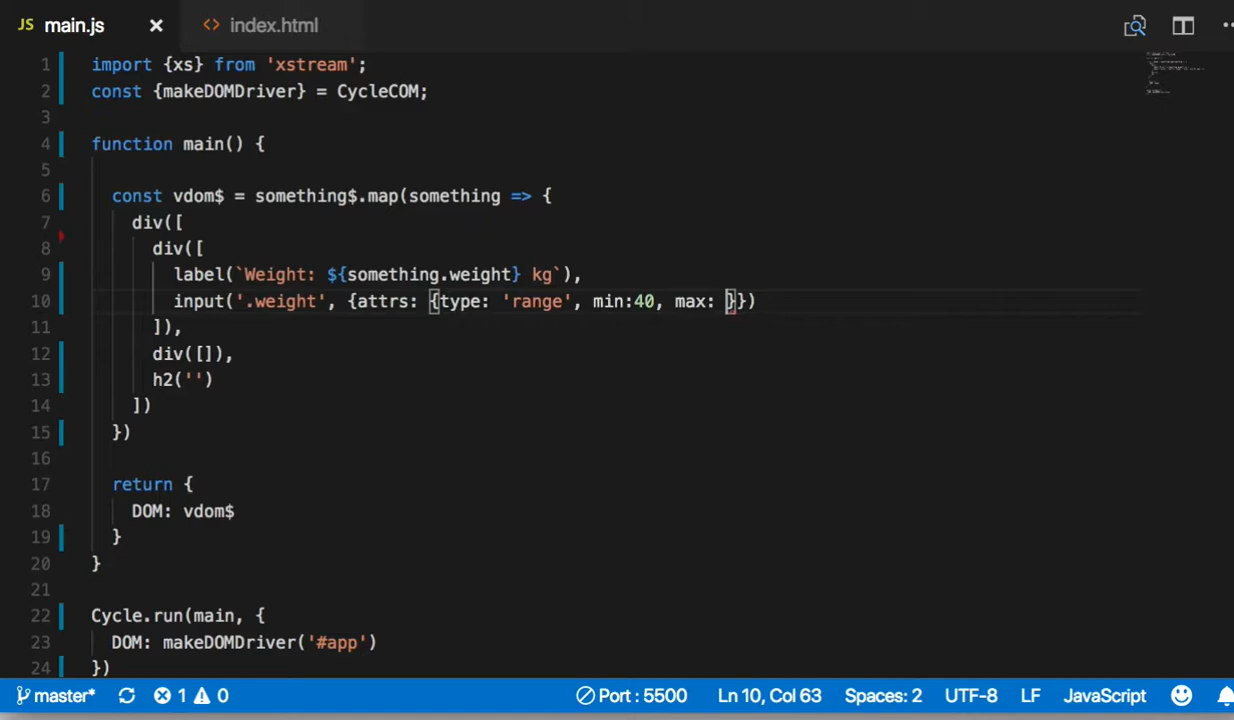 JS main.js × <> index.html
1 import {xs} from 'xstream';
2 const {makeDOMDriver} = CycleCOM;
3
4 function main() {
5
6 const vdom$ = something$.map(something => {
7 div([
8 div([
9 label(`Weight: ${something.weight} kg`),
10 input('.weight', {attrs: {type: 'range', min:40, max: }})
11 ]),
12 div([]),
13 h2('')
14 ])
15 })
16
17 return {
18 DOM: vdom$
19 }
20 }
21
22 Cycle.run(main, {
23 DOM: makeDOMDriver('#app')
24 })
master* 1 0 Port : 5500 Ln 10, Col 63 Spaces: 2 UTF-8 LF JavaScript